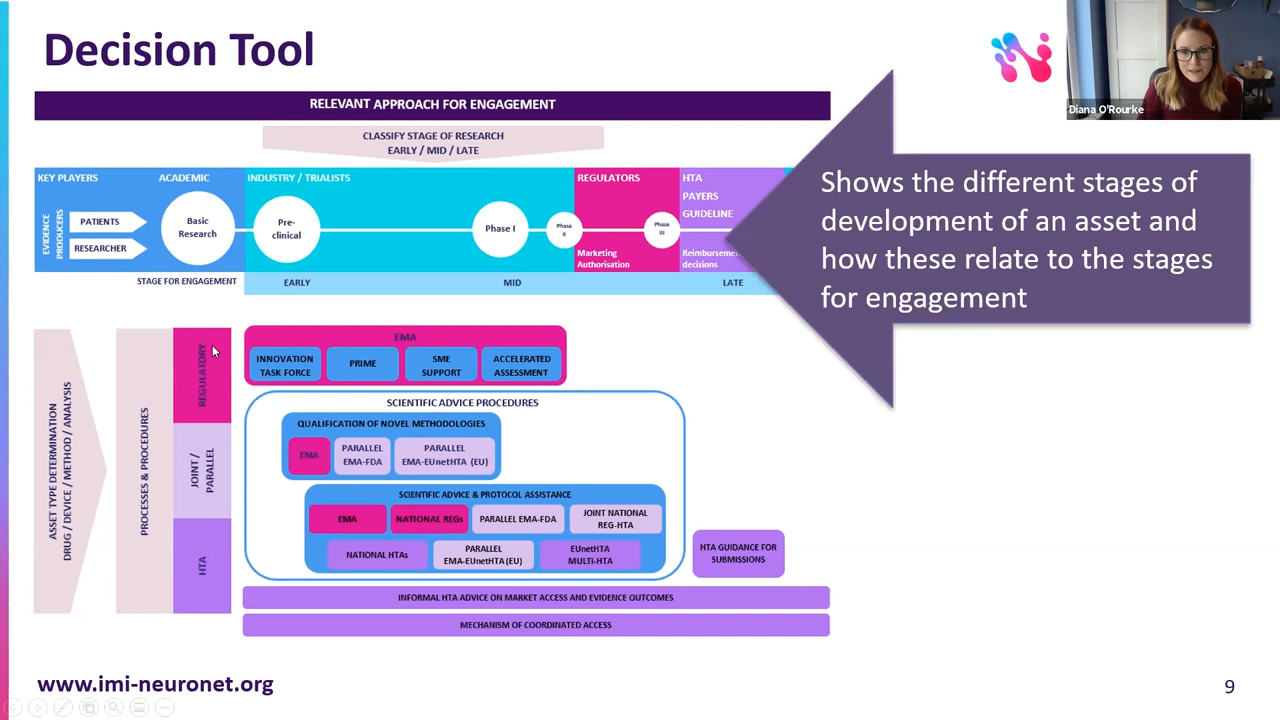 Decision Tool
Diana O'Rourke
RELEVANT APPROACH FOR ENGAGEMENT
CLASSIFY STAGE OF RESEARCH
EARLY / MID / LATE
KEY PLAYERS
ACADEMIC
INDUSTRY / TRIALISTS
REGULATORS
HTA
PAYERS
GUIDELINE
EVIDENCE
PRODUCERS
PATIENTS
RESEARCHER
Basic
Research
Pre-
clinical
Phase I
Phase
II
Phase
III
Marketing
Authorisation
Reimbursement
decisions
STAGE FOR ENGAGEMENT
EARLY
MID
LATE
Shows the different stages of
development of an asset and
how these relate to the stages
for engagement
ASSET TYPE DETERMINATION
DRUG / DEVICE / METHOD / ANALYSIS
PROCESSES & PROCEDURES
REGULATORY
JOINT /
PARALLEL
HTA
EMA
INNOVATION
TASK FORCE
PRIME
SME
SUPPORT
ACCELERATED
ASSESSMENT
SCIENTIFIC ADVICE PROCEDURES
QUALIFICATION OF NOVEL METHODOLOGIES
EMA
PARALLEL
EMA-FDA
PARALLEL
EMA-EUnetHTA (EU)
SCIENTIFIC ADVICE & PROTOCOL ASSISTANCE
EMA
NATIONAL REGs
PARALLEL EMA-FDA
JOINT NATIONAL
REG-HTA
NATIONAL HTAs
PARALLEL
EMA-EUnetHTA (EU)
EUnetHTA
MULTI-HTA
HTA GUIDANCE FOR
SUBMISSIONS
INFORMAL HTA ADVICE ON MARKET ACCESS AND EVIDENCE OUTCOMES
MECHANISM OF COORDINATED ACCESS
www.imi-neuronet.org
9